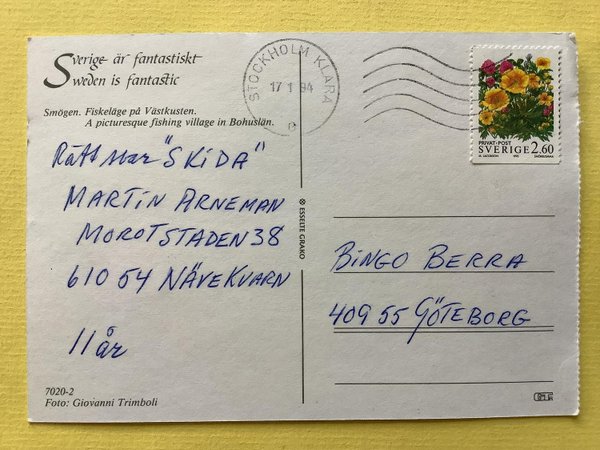 Sverige är fantastiskt
Sweden is fantastic
Smögen. Fiskeläge på Västkusten.
A picturesque fishing village in Bohuslän.
Rätt svar "SKIDA"
MARTIN ARNEMAN
MOROTSTADEN 38
610 54 NÄVEKVARN
11 år
7020-2
Foto: Giovanni Trimboli
® ESSELTE GRAKO
STOCKHOLM KLARA
17 1 94
e
PRIVAT·POST
SVERIGE 2.60
BINGO BERRA
409 55 GÖTEBORG